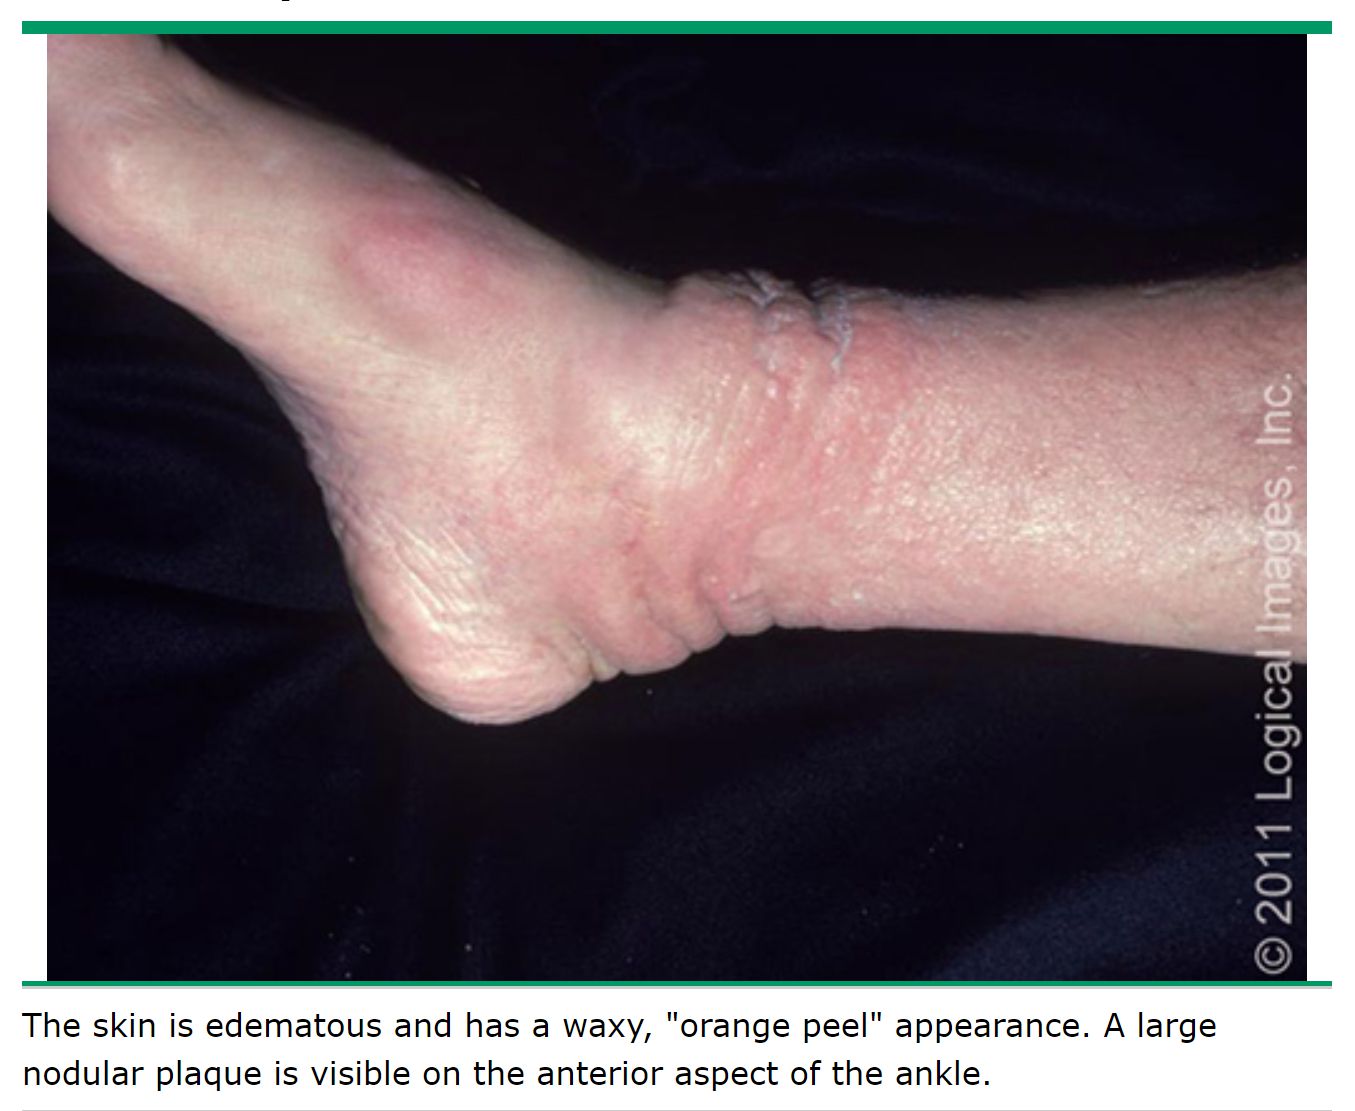 © 2011 Logical Images, Inc.
The skin is edematous and has a waxy, "orange peel" appearance. A large
nodular plaque is visible on the anterior aspect of the ankle.